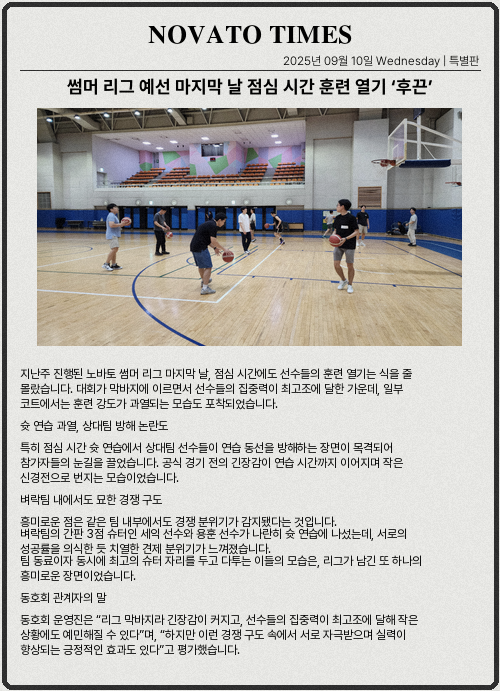 NOVATO TIMES
2025년 09월 10일 Wednesday | 특별판
썸머 리그 예선 마지막 날 점심 시간 훈련 열기 ‘후끈’
지난주 진행된 노바토 썸머 리그 마지막 날, 점심 시간에도 선수들의 훈련 열기는 식을 줄
몰랐습니다. 대회가 막바지에 이르면서 선수들의 집중력이 최고조에 달한 가운데, 일부
코트에서는 훈련 강도가 과열되는 모습도 포착되었습니다.
슛 연습 과열, 상대팀 방해 논란도
특히 점심 시간 슛 연습에서 상대팀 선수들이 연습 동선을 방해하는 장면이 목격되어
참가자들의 눈길을 끌었습니다. 공식 경기 전의 긴장감이 연습 시간까지 이어지며 작은
신경전으로 번지는 모습이었습니다.
벼락틱 팀 내에서도 묘한 경쟁 구도
흥미로운 점은 같은 팀 내부에서도 경쟁 분위기가 감지됐다는 것입니다.
벼락틱의 간판 3점 슈터인 세의 선수와 용훈 선수가 나란히 슛 연습에 나섰는데, 서로의
성공률을 의식한 듯 치열한 견제 분위기가 느껴졌습니다.
팀 동료이자 동시에 최고의 슈터 자리를 두고 다투는 이들의 모습은, 리그가 남긴 또 하나의
흥미로운 장면이었습니다.
동호회 관계자의 말
동호회 운영진은 “리그 막바지라 긴장감이 커지고, 선수들의 집중력이 최고조에 달해 작은
상황에도 예민해질 수 있다”며, “하지만 이런 경쟁 구도 속에서 서로 자극받으며 실력이
향상되는 긍정적인 효과도 있다”고 평가했습니다.